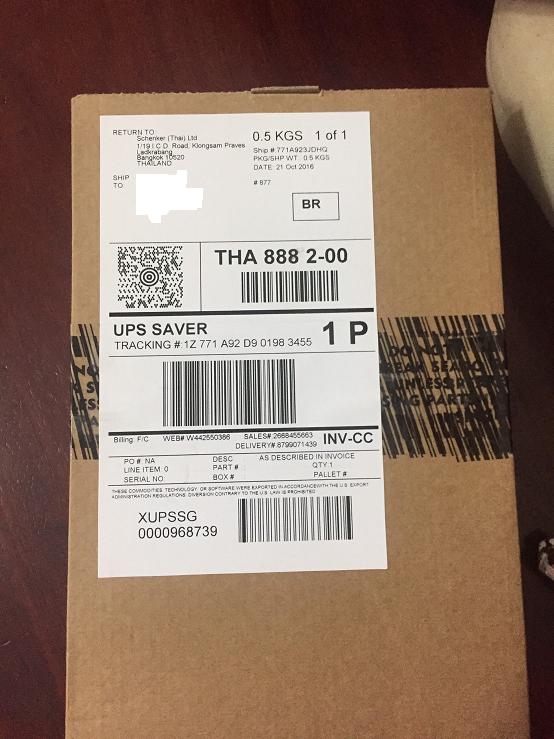 RETURN TO:
Schenker (Thai) Ltd
1/19 I C D Road, Klongsam Praves
Ladkrabang
Bangkok 10520
THAILAND
0.5 KGS 1 of 1
Ship # 771A923JDHQ
PKG/SHP WT: 0.5 KGS
DATE: 21 Oct 2016
SHIP
TO
# 877
BR
THA 888 2-00
UPS SAVER
TRACKING # 1Z 771 A92 D9 0198 3455
1 P
Billing: F/C WEB# W442550386 SALES# 2668455663
DELIVERY# 8799071439
INV-CC
PO # NA
LINE ITEM 0
SERIAL NO:
DESC AS DESCRIBED IN INVOICE
PART # QTY 1
BOX # PALLET #
THESE COMMODITIES, TECHNOLOGY, OR SOFTWARE WERE EXPORTED IN ACCORDANCE WITH THE U.S. EXPORT
ADMINISTRATION REGULATIONS. DIVERSION CONTRARY TO THE U.S. LAW IS PROHIBITED
XUPSSG
0000968739
DO NOT